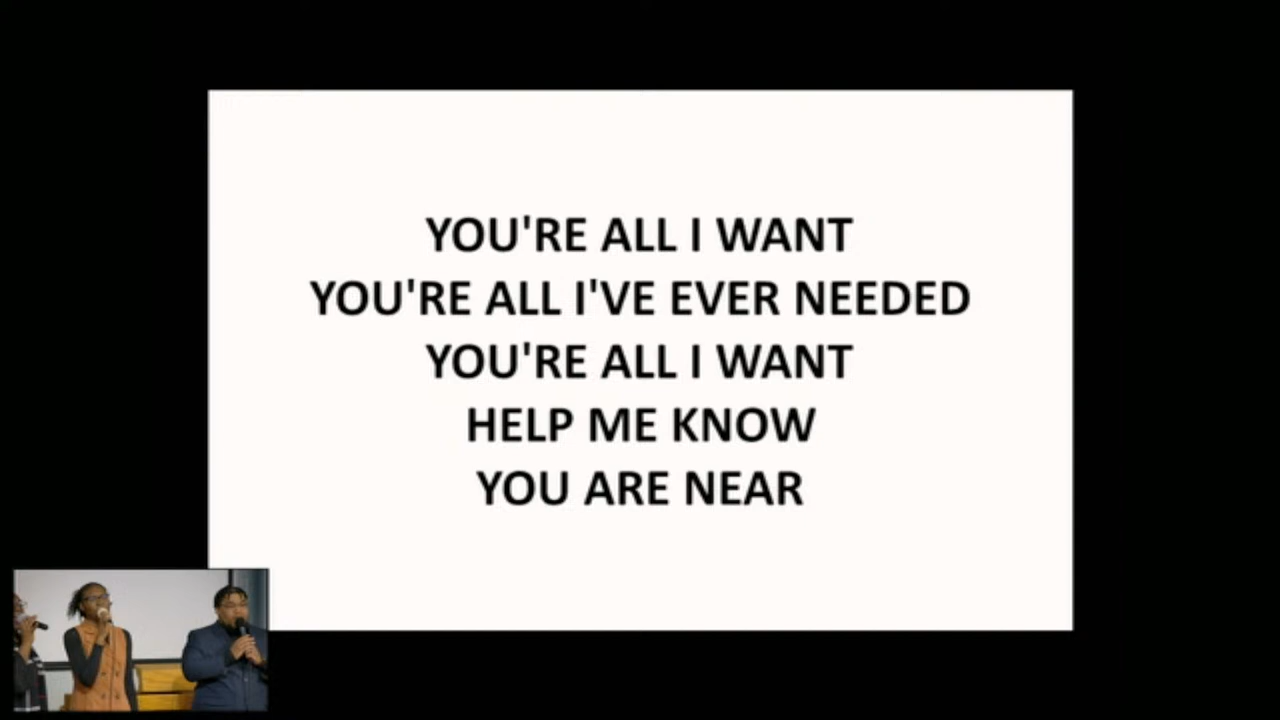 YOU'RE ALL I WANT
YOU'RE ALL I'VE EVER NEEDED
YOU'RE ALL I WANT
HELP ME KNOW
YOU ARE NEAR